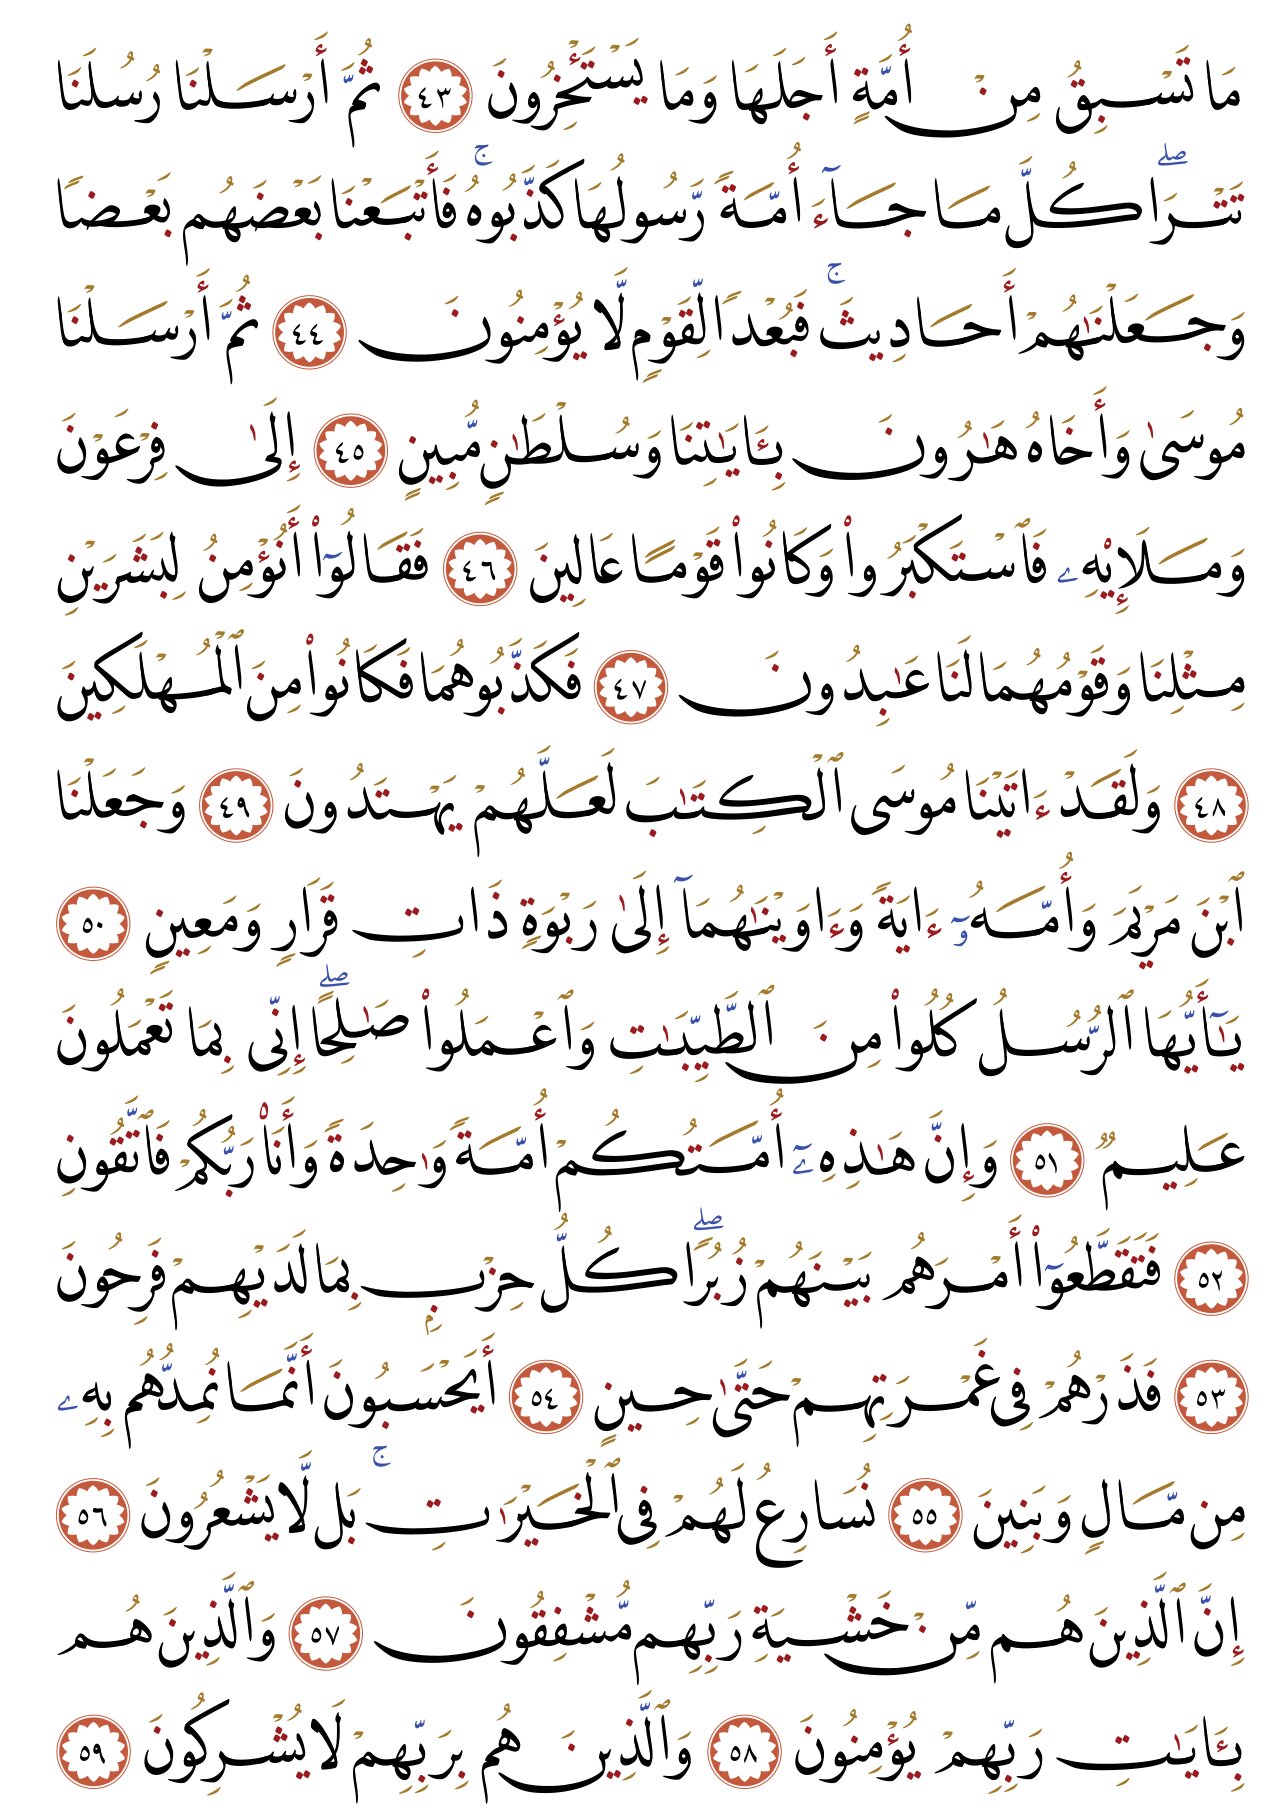 مَا تَسْبِقُ مِنْ أُمَّةٍ أَجَلَهَا وَمَا يَسْتَـْٔخِرُونَ ٤٣ ثُمَّ أَرْسَلْنَا رُسُلَنَا
تَتْرَا ۖ كُلَّ مَا جَآءَ أُمَّةً رَّسُولُهَا كَذَّبُوهُ ۚ فَأَتْبَعْنَا بَعْضَهُم بَعْضًا
وَجَعَلْنَٰهُمْ أَحَادِيثَ ۚ فَبُعْدًا لِّقَوْمٍ لَّا يُؤْمِنُونَ ٤٤ ثُمَّ أَرْسَلْنَا
مُوسَىٰ وَأَخَاهُ هَٰرُونَ بِـَٔايَٰتِنَا وَسُلْطَٰنٍ مُّبِينٍ ٤٥ إِلَىٰ فِرْعَوْنَ
وَمَلَإِي۟هِۦ فَٱسْتَكْبَرُوا۟ وَكَانُوا۟ قَوْمًا عَالِينَ ٤٦ فَقَالُوٓا۟ أَنُؤْمِنُ لِبَشَرَيْنِ
مِثْلِنَا وَقَوْمُهُمَا لَنَا عَٰبِدُونَ ٤٧ فَكَذَّبُوهُمَا فَكَانُوا۟ مِنَ ٱلْمُهْلَكِينَ
٤٨ وَلَقَدْ ءَاتَيْنَا مُوسَى ٱلْكِتَٰبَ لَعَلَّهُمْ يَهْتَدُونَ ٤٩ وَجَعَلْنَا
ٱبْنَ مَرْيَمَ وَأُمَّهُۥٓ ءَايَةً وَءَاوَيْنَٰهُمَآ إِلَىٰ رَبْوَةٍ ذَاتِ قَرَارٍ وَمَعِينٍ ٥٠
يَٰٓأَيُّهَا ٱلرُّسُلُ كُلُوا۟ مِنَ ٱلطَّيِّبَٰتِ وَٱعْمَلُوا۟ صَٰلِحًا ۖ إِنِّى بِمَا تَعْمَلُونَ
عَلِيمٌ ٥١ وَإِنَّ هَٰذِهِۦٓ أُمَّتُكُمْ أُمَّةً وَٰحِدَةً وَأَنَا۠ رَبُّكُمْ فَٱتَّقُونِ
٥٢ فَتَقَطَّعُوٓا۟ أَمْرَهُم بَيْنَهُمْ زُبُرًا ۖ كُلُّ حِزْبٍۭ بِمَا لَدَيْهِمْ فَرِحُونَ
٥٣ فَذَرْهُمْ فِى غَمْرَتِهِمْ حَتَّىٰ حِينٍ ٥٤ أَيَحْسَبُونَ أَنَّمَا نُمِدُّهُم بِهِۦ
مِن مَّالٍ وَبَنِينَ ٥٥ نُسَارِعُ لَهُمْ فِى ٱلْخَيْرَٰتِ ۚ بَل لَّا يَشْعُرُونَ ٥٦
إِنَّ ٱلَّذِينَ هُم مِّنْ خَشْيَةِ رَبِّهِم مُّشْفِقُونَ ٥٧ وَٱلَّذِينَ هُم
بِـَٔايَٰتِ رَبِّهِمْ يُؤْمِنُونَ ٥٨ وَٱلَّذِينَ هُم بِرَبِّهِمْ لَا يُشْرِكُونَ ٥٩